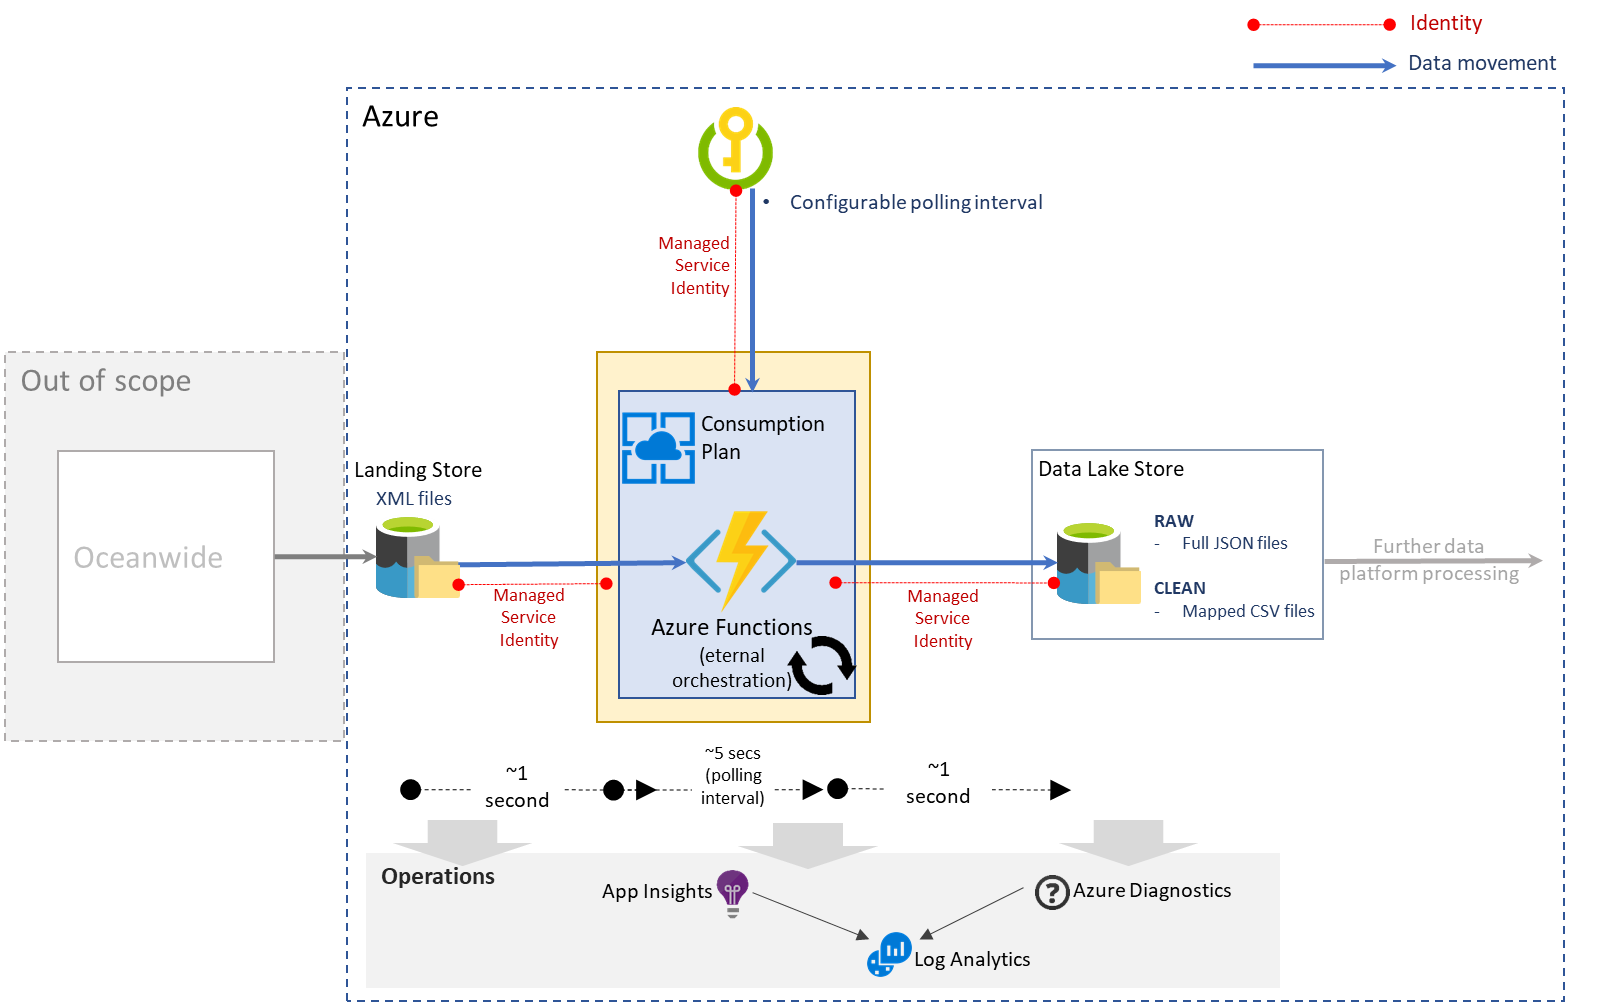 Identity
Data movement
Azure
• Configurable polling interval
Managed
Service
Identity
Out of scope
Oceanwide
Landing Store
XML files
Consumption
Plan
Managed
Service
Identity
Azure Functions
(eternal
orchestration)
Managed
Service
Identity
Data Lake Store
RAW
- Full JSON files
CLEAN
- Mapped CSV files
Further data
platform processing
~1
second
~5 secs
(polling
interval)
~1
second
Operations
App Insights
Azure Diagnostics
Log Analytics